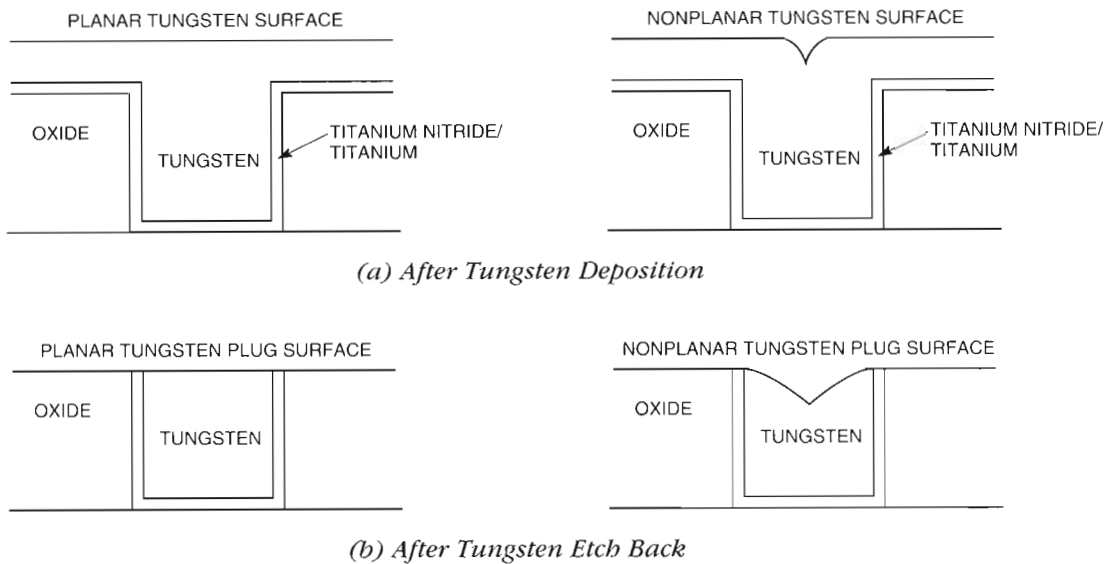 PLANAR TUNGSTEN SURFACE
OXIDE
TUNGSTEN
TITANIUM NITRIDE/
TITANIUM
NONPLANAR TUNGSTEN SURFACE
OXIDE
TUNGSTEN
TITANIUM NITRIDE/
TITANIUM
(a) After Tungsten Deposition
PLANAR TUNGSTEN PLUG SURFACE
OXIDE
TUNGSTEN
NONPLANAR TUNGSTEN PLUG SURFACE
OXIDE
TUNGSTEN
(b) After Tungsten Etch Back